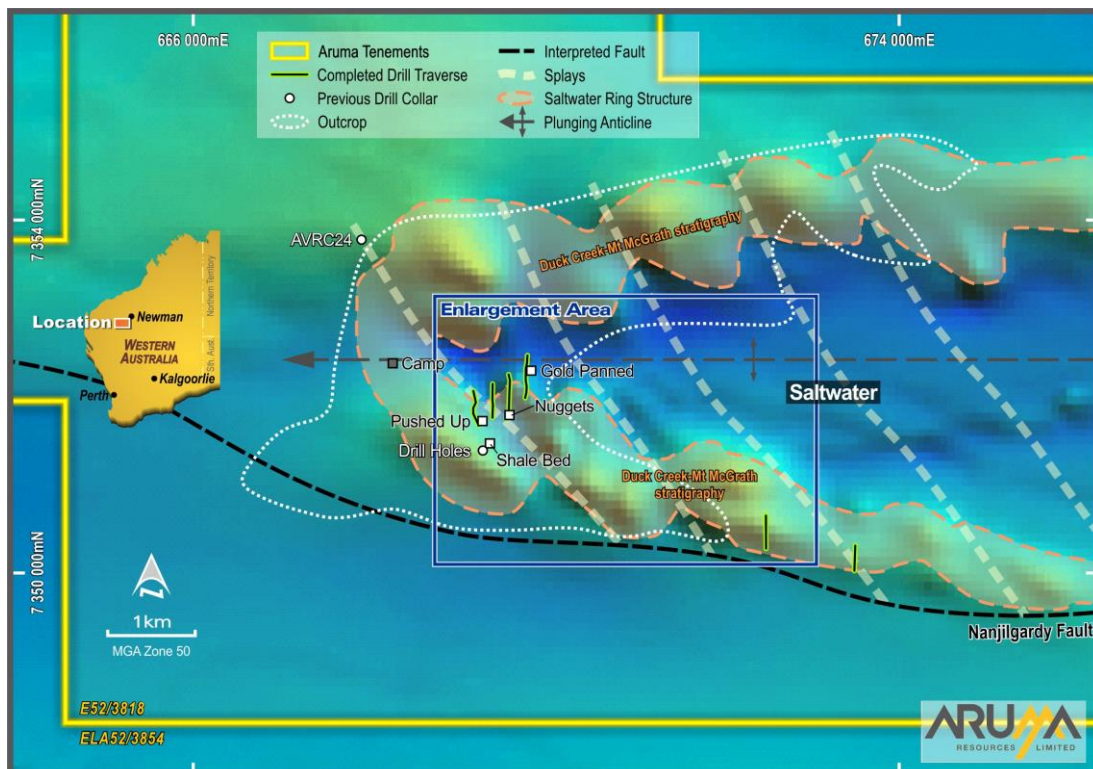 666 000mE
674 000mE
Aruma Tenements
Completed Drill Traverse
Previous Drill Collar
Outcrop
Interpreted Fault
Splays
Saltwater Ring Structure
Plunging Anticline
7 354 000mN
AVRC24
Duck Creek-Mt McGrath stratigraphy
Northern Territory
Sth. Aust.
Location
Newman
WESTERN
AUSTRALIA
Kalgoorlie
Perth
Enlargement Area
Camp
Gold Panned
Saltwater
Nuggets
Pushed Up
Drill Holes
Shale Bed
Duck Creek-Mt McGrath
stratigraphy
7 350 000mN
1km
MGA Zone 50
Nanjilgardy Fault
E52/3818
ELA52/3854
ARUMA
RESOURCES LIMITED